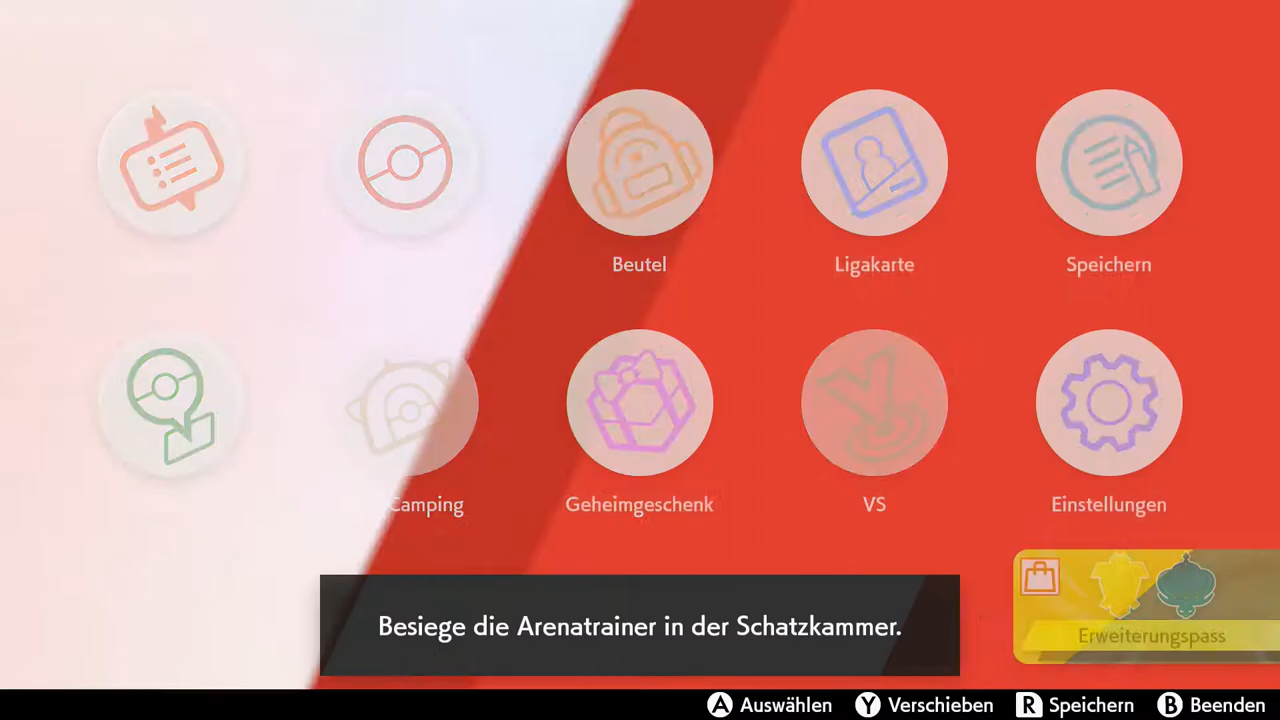 Beutel
Ligakarte
Speichern
Camping
Geheimgeschenk
VS
Einstellungen
Besiege die Arenatrainer in der Schatzkammer.
Erweiterungspass
A Auswählen
Y Verschieben
R Speichern
B Beenden